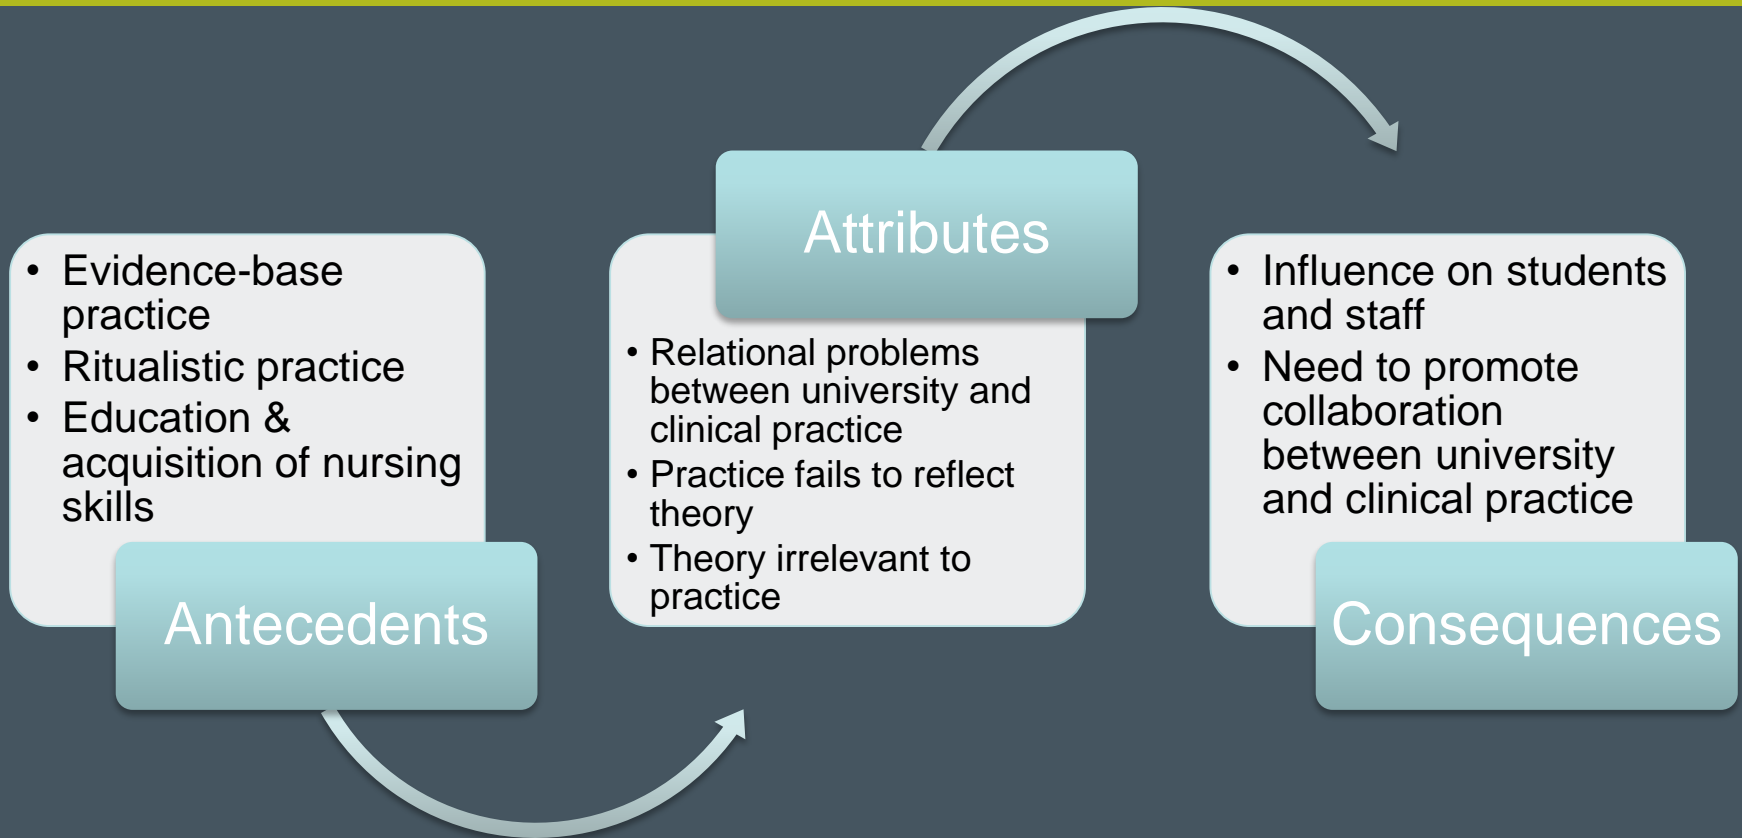 • Evidence-base
practice
• Ritualistic practice
• Education &
acquisition of nursing
skills
Antecedents
Attributes
• Relational problems
between university and
clinical practice
• Practice fails to reflect
theory
• Theory irrelevant to
practice
• Influence on students
and staff
• Need to promote
collaboration
between university
and clinical practice
Consequences